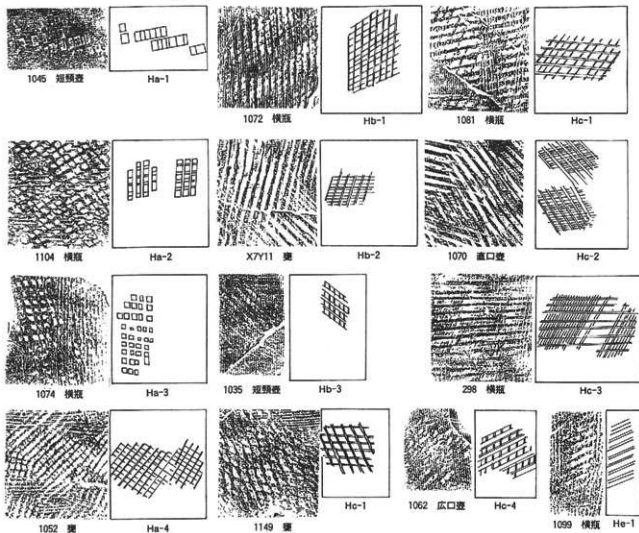 1045 短頸壺 Ha-1
1072 横瓶 Hb-1
1081 横瓶 Hc-1
1104 横瓶 Ha-2
X7Y11 甕 Hb-2
1070 直口壺 Hc-2
1074 横瓶 Ha-3
1035 短頸壺 Hb-3
298 横瓶 Hc-3
1052 甕 Ha-4
1149 甕 Hc-1
1062 広口壺 Hc-4
1099 横瓶 He-1